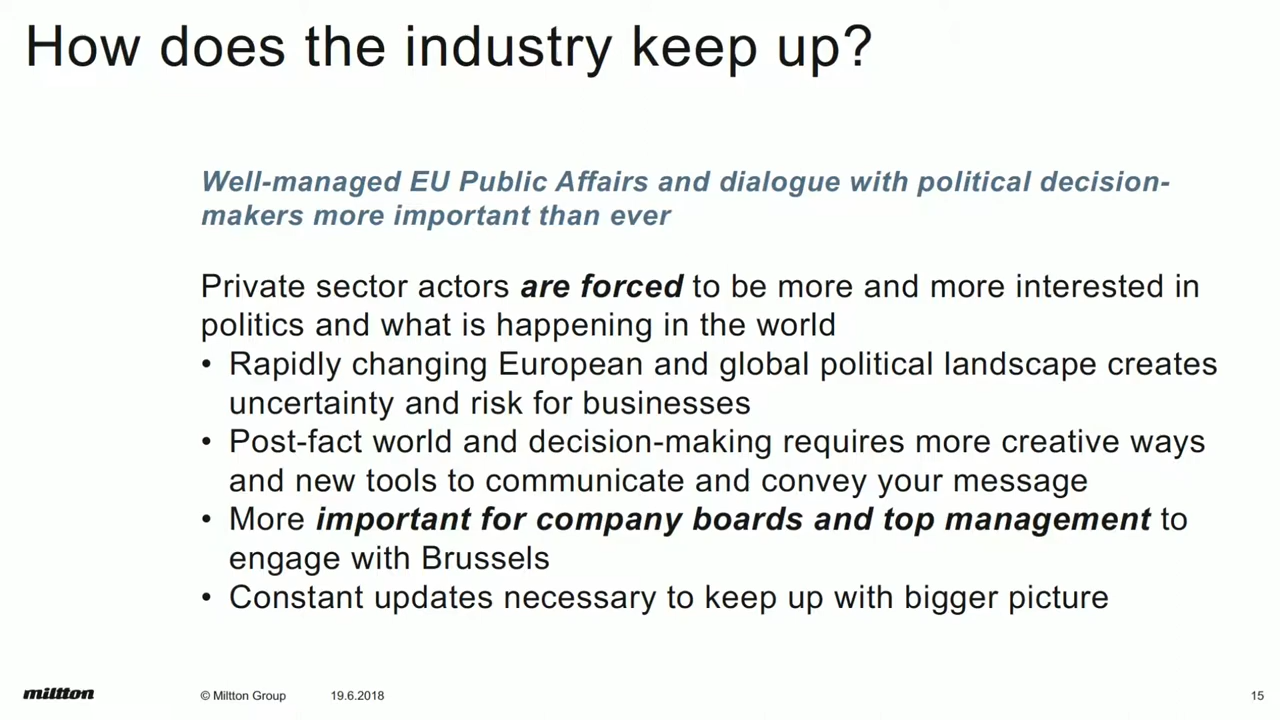 How does the industry keep up?
Well-managed EU Public Affairs and dialogue with political decision-
makers more important than ever
Private sector actors are forced to be more and more interested in
politics and what is happening in the world
• Rapidly changing European and global political landscape creates
uncertainty and risk for businesses
• Post-fact world and decision-making requires more creative ways
and new tools to communicate and convey your message
• More important for company boards and top management to
engage with Brussels
• Constant updates necessary to keep up with bigger picture
miltton © Miltton Group 19.6.2018 15